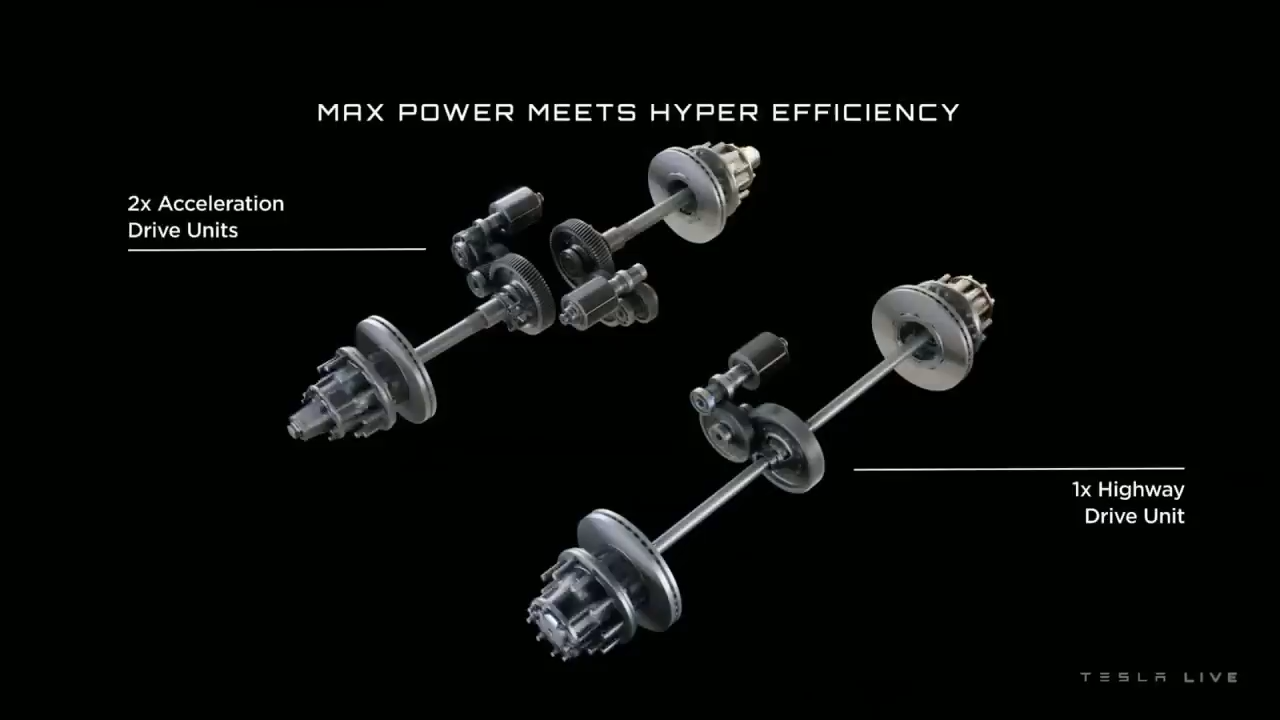 MAX POWER MEETS HYPER EFFICIENCY
2x Acceleration
Drive Units
1x Highway
Drive Unit
TESLA LIVE